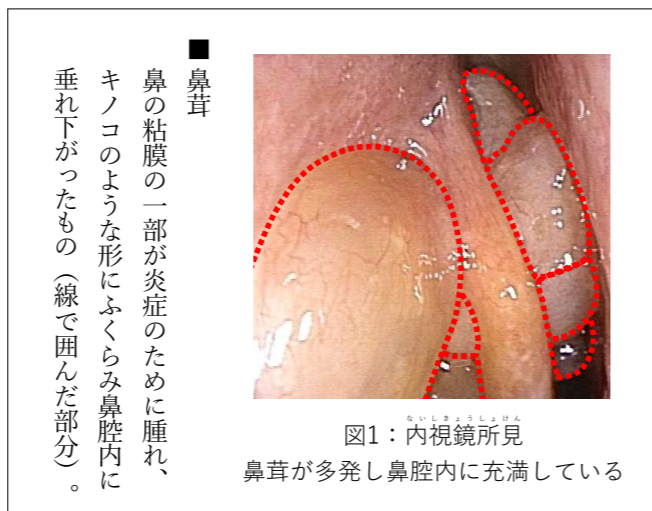 ■鼻茸
鼻の粘膜の一部が炎症のために腫れ、
キノコのような形にふくらみ鼻腔内に
垂れ下がったもの（線で囲んだ部分）。
ないしきょうしょけん
図1：内視鏡所見
鼻茸が多発し鼻腔内に充満している